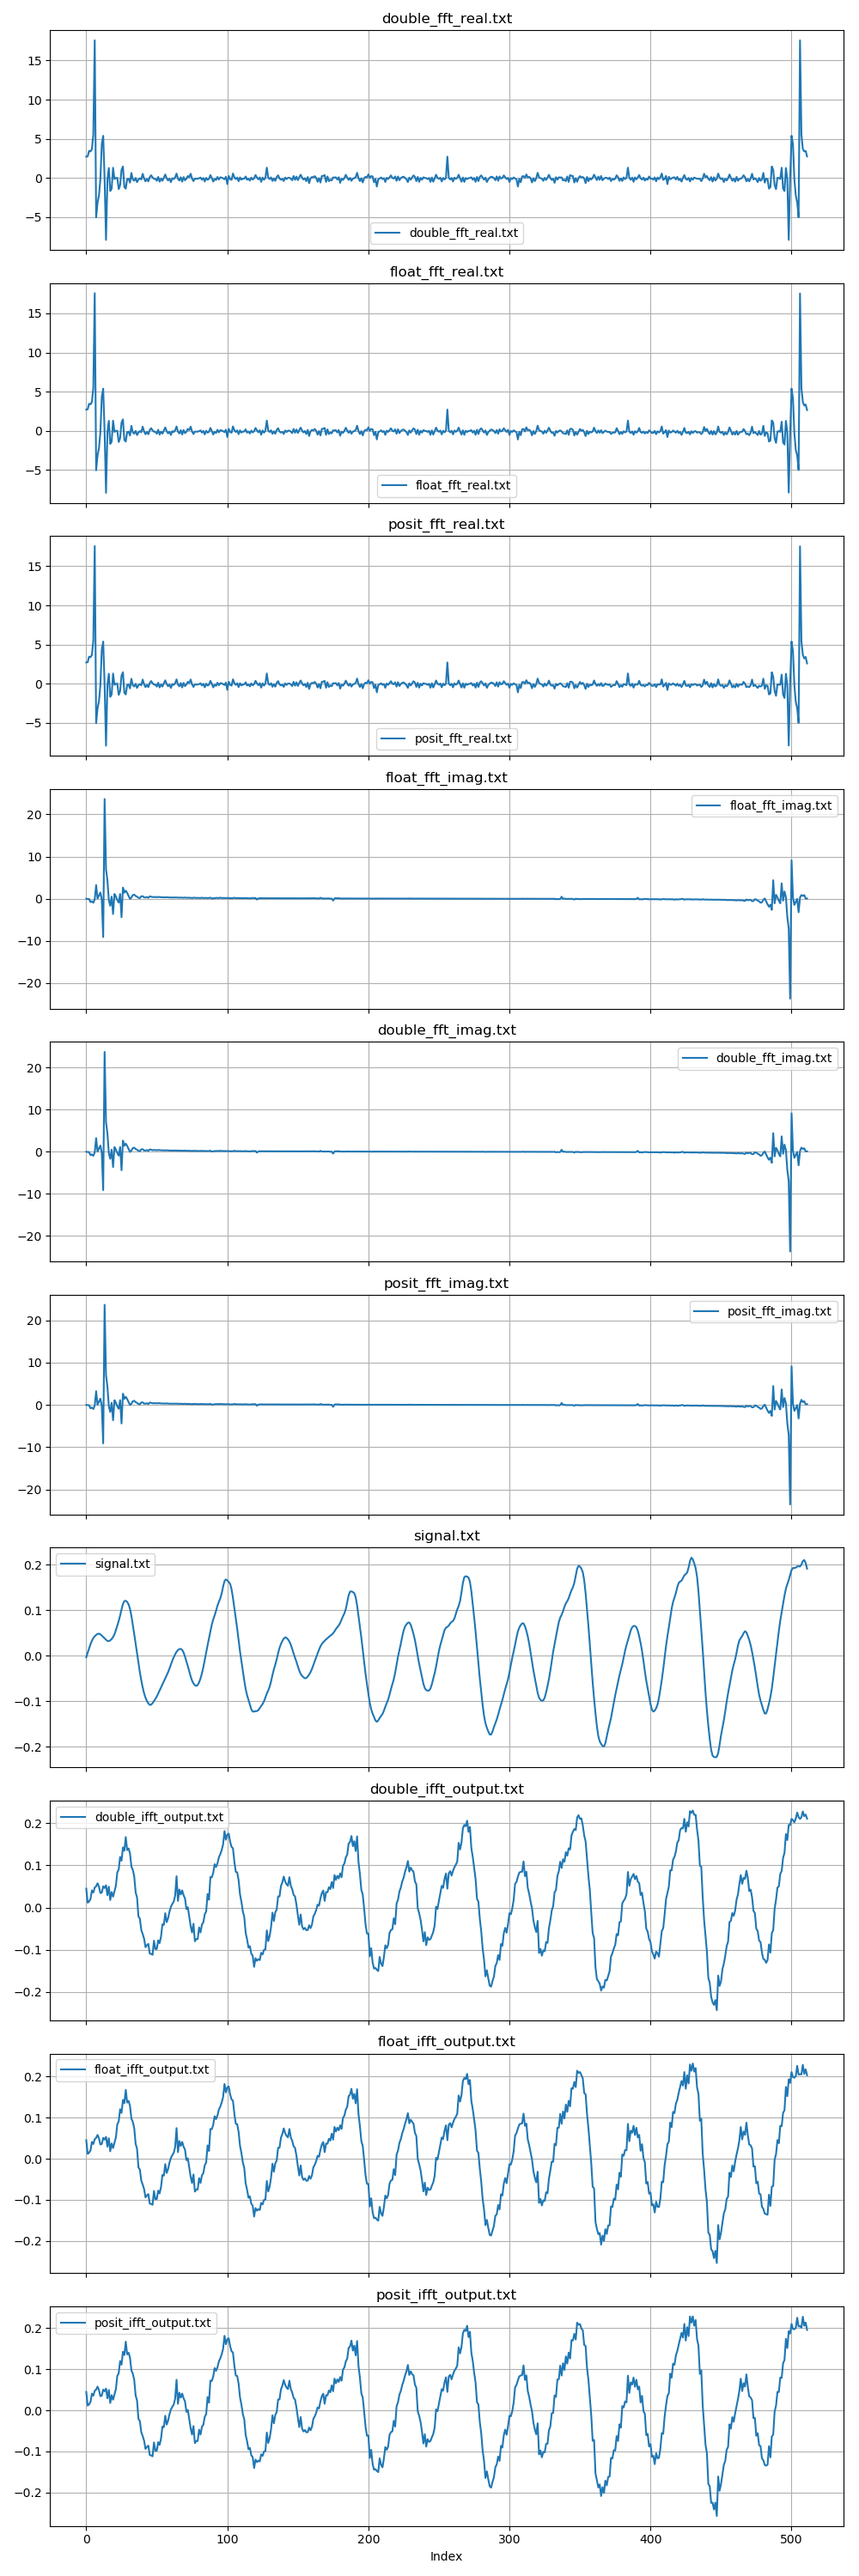 double_fft_real.txt
15
10
5
0
−5
double_fft_real.txt
float_fft_real.txt
15
10
5
0
−5
float_fft_real.txt
posit_fft_real.txt
15
10
5
0
−5
posit_fft_real.txt
float_fft_imag.txt
20
10
0
−10
−20
float_fft_imag.txt
double_fft_imag.txt
20
10
0
−10
−20
double_fft_imag.txt
posit_fft_imag.txt
20
10
0
−10
−20
posit_fft_imag.txt
signal.txt
0.2
0.1
0.0
−0.1
−0.2
signal.txt
double_ifft_output.txt
0.2
0.1
0.0
−0.1
−0.2
double_ifft_output.txt
float_ifft_output.txt
0.2
0.1
0.0
−0.1
−0.2
float_ifft_output.txt
posit_ifft_output.txt
0.2
0.1
0.0
−0.1
−0.2
posit_ifft_output.txt
0 100 200 300 400 500
Index